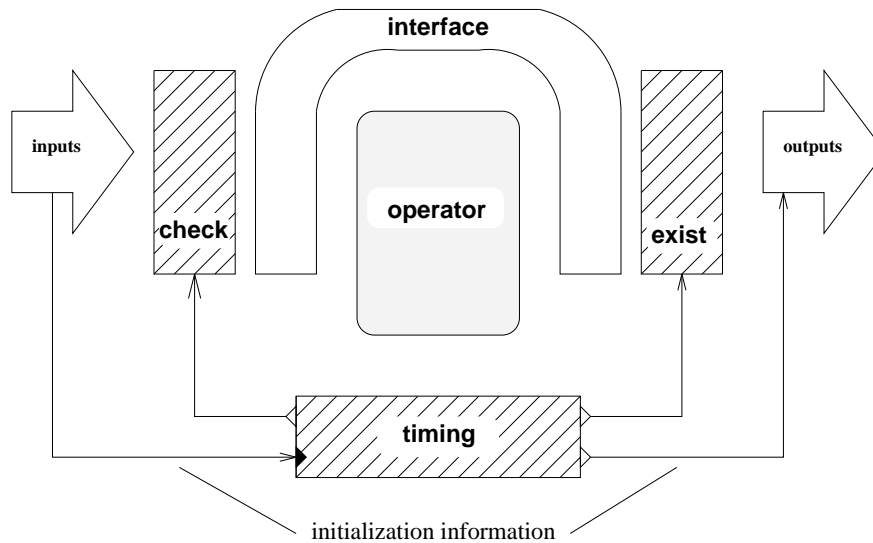 interface
inputs
outputs
operator
check
exist
timing
initialization information